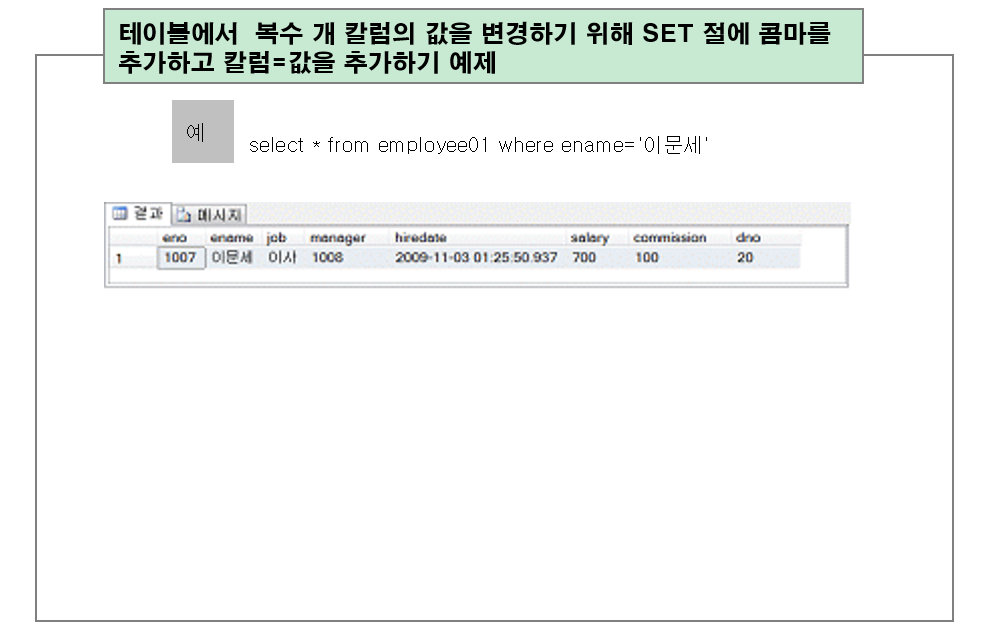 테이블에서 복수 개 칼럼의 값을 변경하기 위해 SET 절에 콤마를
추가하고 칼럼=값을 추가하기 예제
예
select * from employee01 where ename='이문세'
결과 메시지
eno ename job manager hiredate salary commission dno
1 1007 이문세 이사 1008 2009-11-03 01:25:50.937 700 100 20